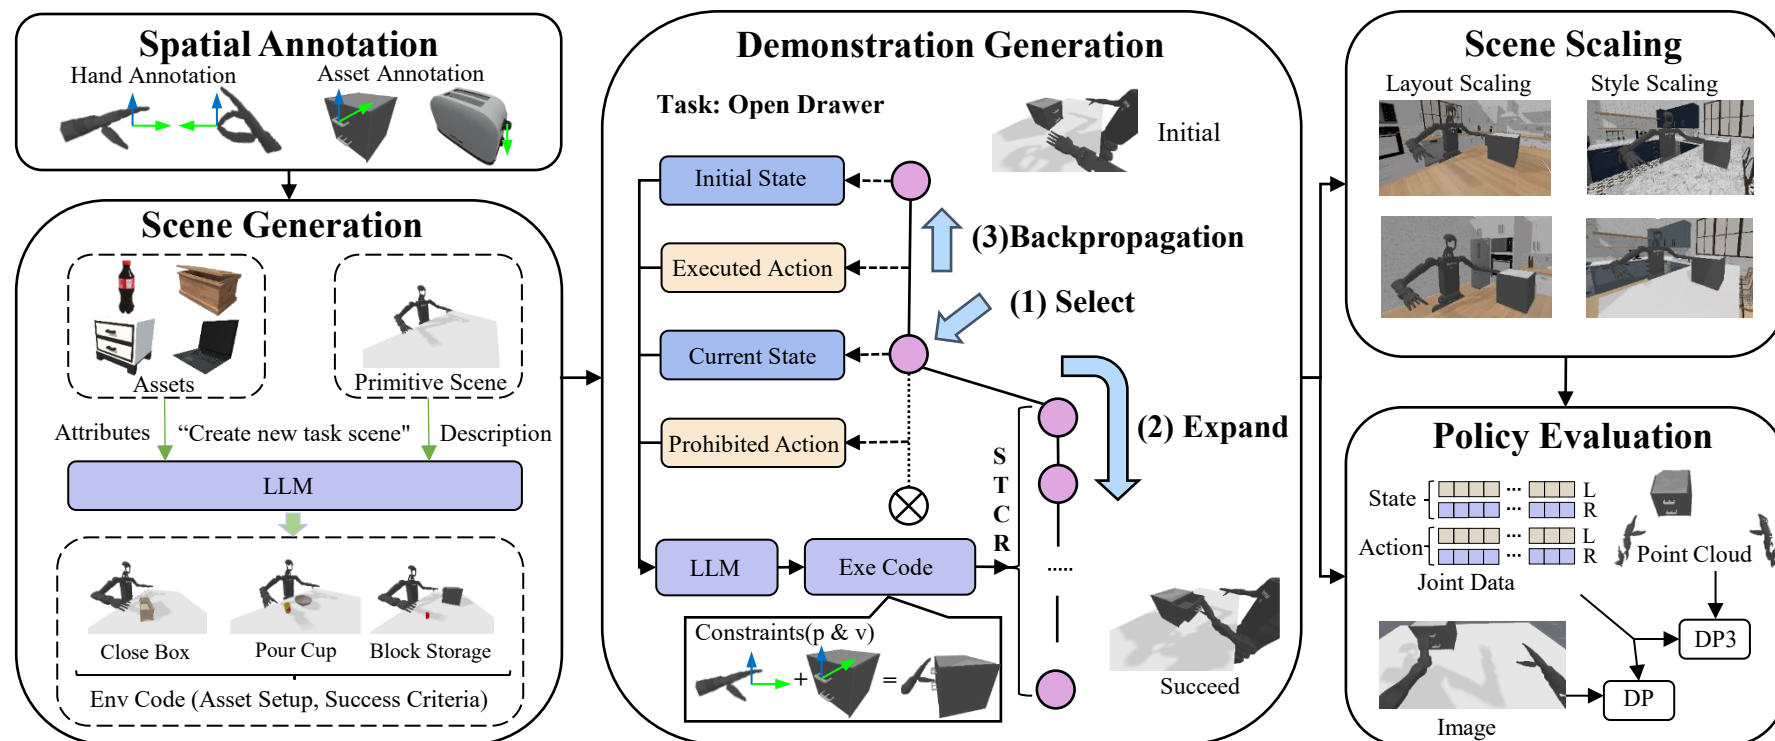 Spatial Annotation
Hand Annotation
Asset Annotation
Scene Generation
Assets
Primitive Scene
Attributes
“Create new task scene"
Description
LLM
Close Box
Pour Cup
Block Storage
Env Code (Asset Setup, Success Criteria)
Demonstration Generation
Task: Open Drawer
Initial
Initial State
(3)Backpropagation
Executed Action
(1) Select
Current State
(2) Expand
Prohibited Action
S
T
C
R
LLM
Exe Code
.....
Constraints(p & v)
+
=
Succeed
Scene Scaling
Layout Scaling
Style Scaling
Policy Evaluation
State
... L
... R
Action
... L
... R
Joint Data
Point Cloud
DP3
DP
Image